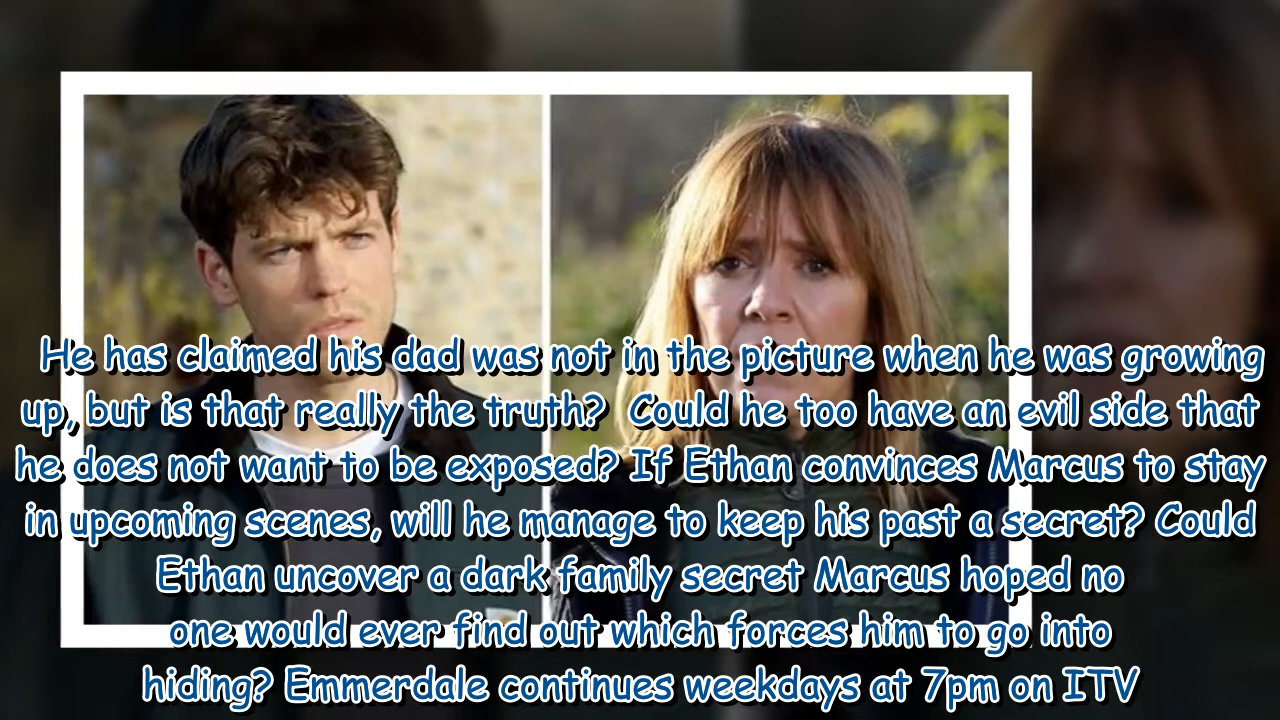 He has claimed his dad was not in the picture when he was growing
up, but is that really the truth?  Could he too have an evil side that
he does not want to be exposed? If Ethan convinces Marcus to stay
in upcoming scenes, will he manage to keep his past a secret? Could
Ethan uncover a dark family secret Marcus hoped no
one would ever find out which forces him to go into
hiding? Emmerdale continues weekdays at 7pm on ITV